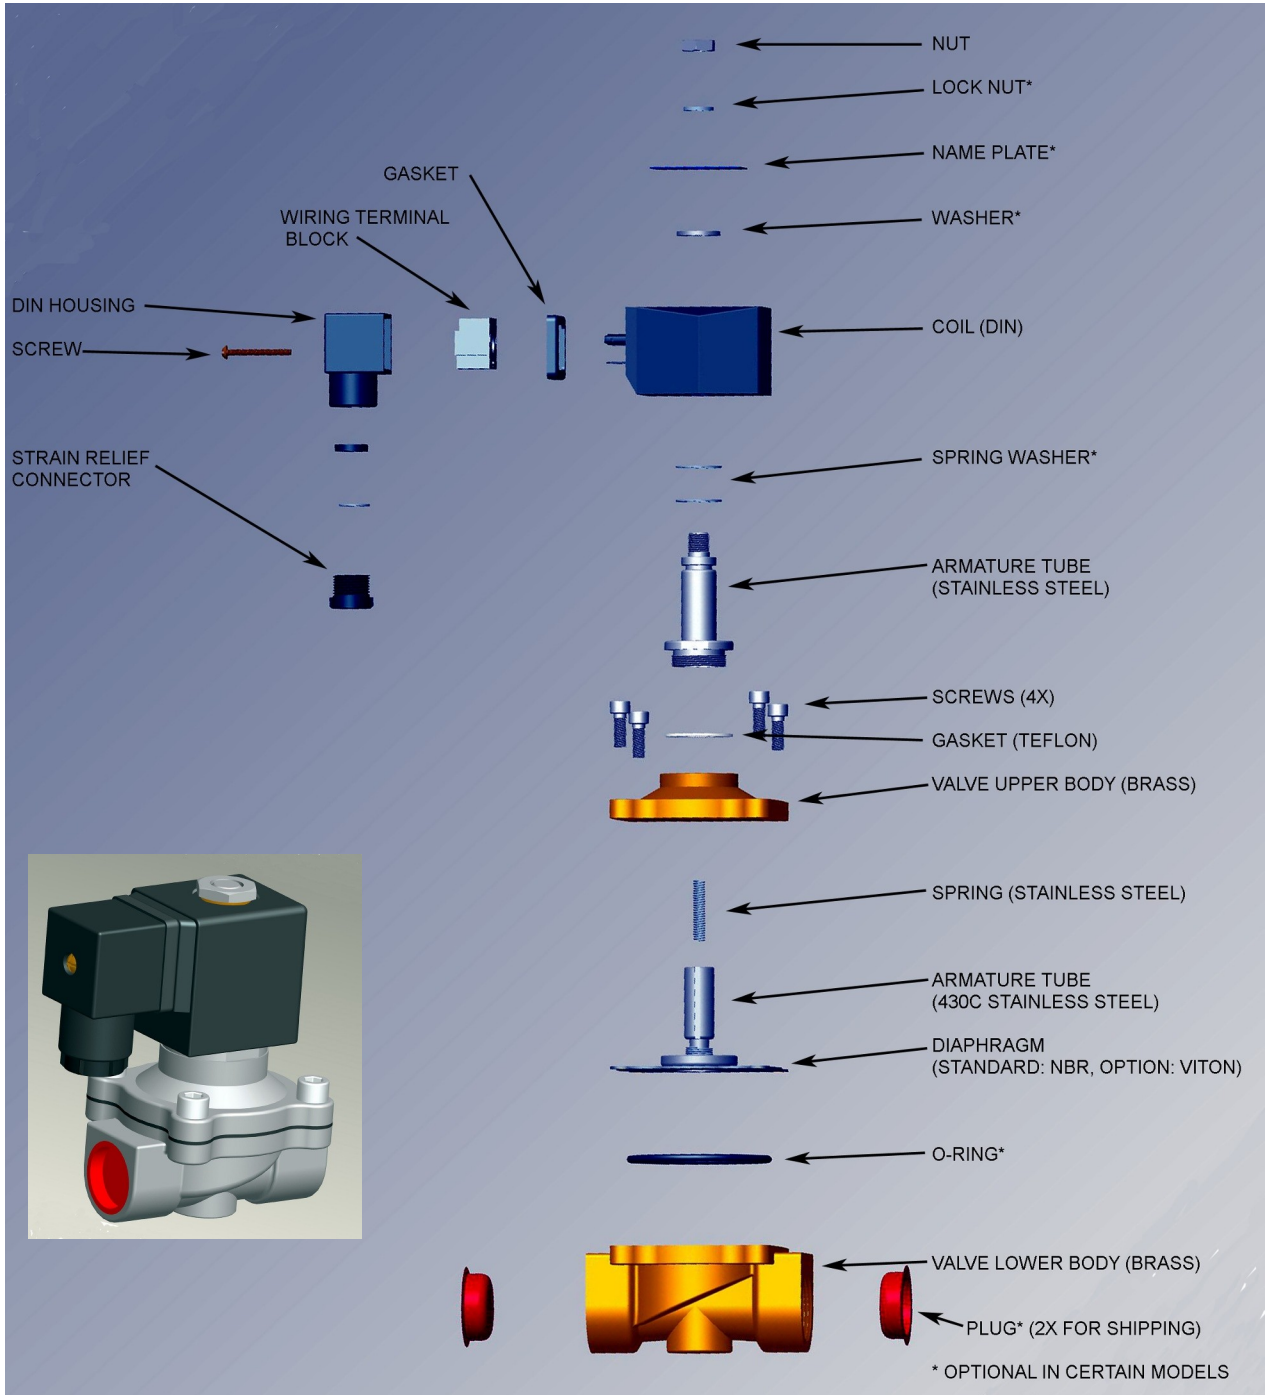 NUT
LOCK NUT*
NAME PLATE*
GASKET
WIRING TERMINAL
BLOCK
WASHER*
DIN HOUSING
SCREW
COIL (DIN)
STRAIN RELIEF
CONNECTOR
SPRING WASHER*
ARMATURE TUBE
(STAINLESS STEEL)
SCREWS (4X)
GASKET (TEFLON)
VALVE UPPER BODY (BRASS)
SPRING (STAINLESS STEEL)
ARMATURE TUBE
(430C STAINLESS STEEL)
DIAPHRAGM
(STANDARD: NBR, OPTION: VITON)
O-RING*
VALVE LOWER BODY (BRASS)
PLUG* (2X FOR SHIPPING)
* OPTIONAL IN CERTAIN MODELS